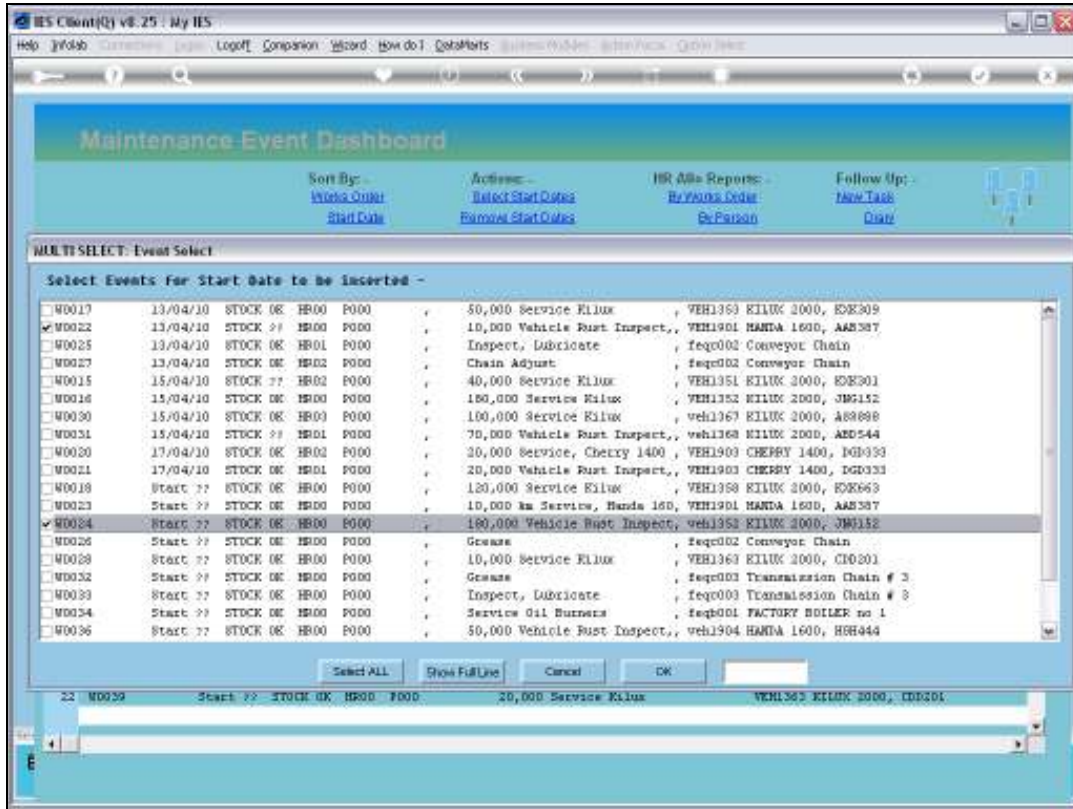 IES Client(Q) v8.25 : My IES
Help Infolab Logoff Companion Wizard How do I DataMarts
Maintenance Event Dashboard
Sort By: - Actions: - HR Allo Reports: - Follow Up: -
Works Order Select Start Dates By Works Order New Task
Start Date Remove Start Dates By Person Diary
MULTI SELECT: Event Select
Select Events for Start Date to be inserted -
W0017 13/04/10 STOCK OK HR00 P000 , 50,000 Service Kilux , VEH1353 KILUX 2000, KDK309
W0022 13/04/10 STOCK ?? HR00 P000 , 10,000 Vehicle Rust Inspect,, VEH1901 MANDA 1600, AAB387
W0025 13/04/10 STOCK OK HR01 P000 , Inspect, Lubricate , feqc002 Conveyor Chain
W0027 13/04/10 STOCK OK HR02 P000 , Chain Adjust , feqc002 Conveyor Chain
W0015 15/04/10 STOCK ?? HR02 P000 , 40,000 Service Kilux , VEH1351 KILUX 2000, KDK301
W0016 15/04/10 STOCK OK HR00 P000 , 180,000 Service Kilux , VEH1352 KILUX 2000, JNG152
W0030 15/04/10 STOCK OK HR03 P000 , 100,000 Service Kilux , veh1367 KILUX 2000,
W0031 15/04/10 STOCK ?? HR01 P000 , 70,000 Vehicle Rust Inspect,, veh1368 KILUX 2000, ABD544
W0020 17/04/10 STOCK OK HR02 P000 , 20,000 Service, Cherry 1400 , VEH1903 CHERRY 1400, DGD333
W0021 17/04/10 STOCK OK HR01 P000 , 20,000 Vehicle Rust Inspect,, VEH1903 CHERRY 1400, DGD333
W0018 Start ?? STOCK OK HR00 P000 , 120,000 Service Kilux , VEH1358 KILUX 2000, KDK663
W0023 Start ?? STOCK OK HR00 P000 , 10,000 km Service, Manda 160, VEH1901 MANDA 1600, AAB387
W0024 Start ?? STOCK OK HR00 P000 , 180,000 Vehicle Rust Inspect, veh1352 KILUX 2000, JNG152
W0026 Start ?? STOCK OK HR00 P000 , Grease , feqc002 Conveyor Chain
W0028 Start ?? STOCK OK HR00 P000 , 10,000 Service Kilux , VEH1363 KILUX 2000, CDD201
W0032 Start ?? STOCK OK HR00 P000 , Grease , feqc003 Transmission Chain # 3
W0033 Start ?? STOCK OK HR00 P000 , Inspect, Lubricate , feqc003 Transmission Chain # 3
W0034 Start ?? STOCK OK HR00 P000 , Service Oil Burners , feqb001 FACTORY BOILER no 1
W0036 Start ?? STOCK OK HR00 P000 , 50,000 Vehicle Rust Inspect,, veh1904 MANDA 1600, HGH444
Select ALL Show Full Line Cancel OK
22 W0039 Start ?? STOCK OK HR00 P000 20,000 Service Kilux VEH1363 KILUX 2000, CDD201